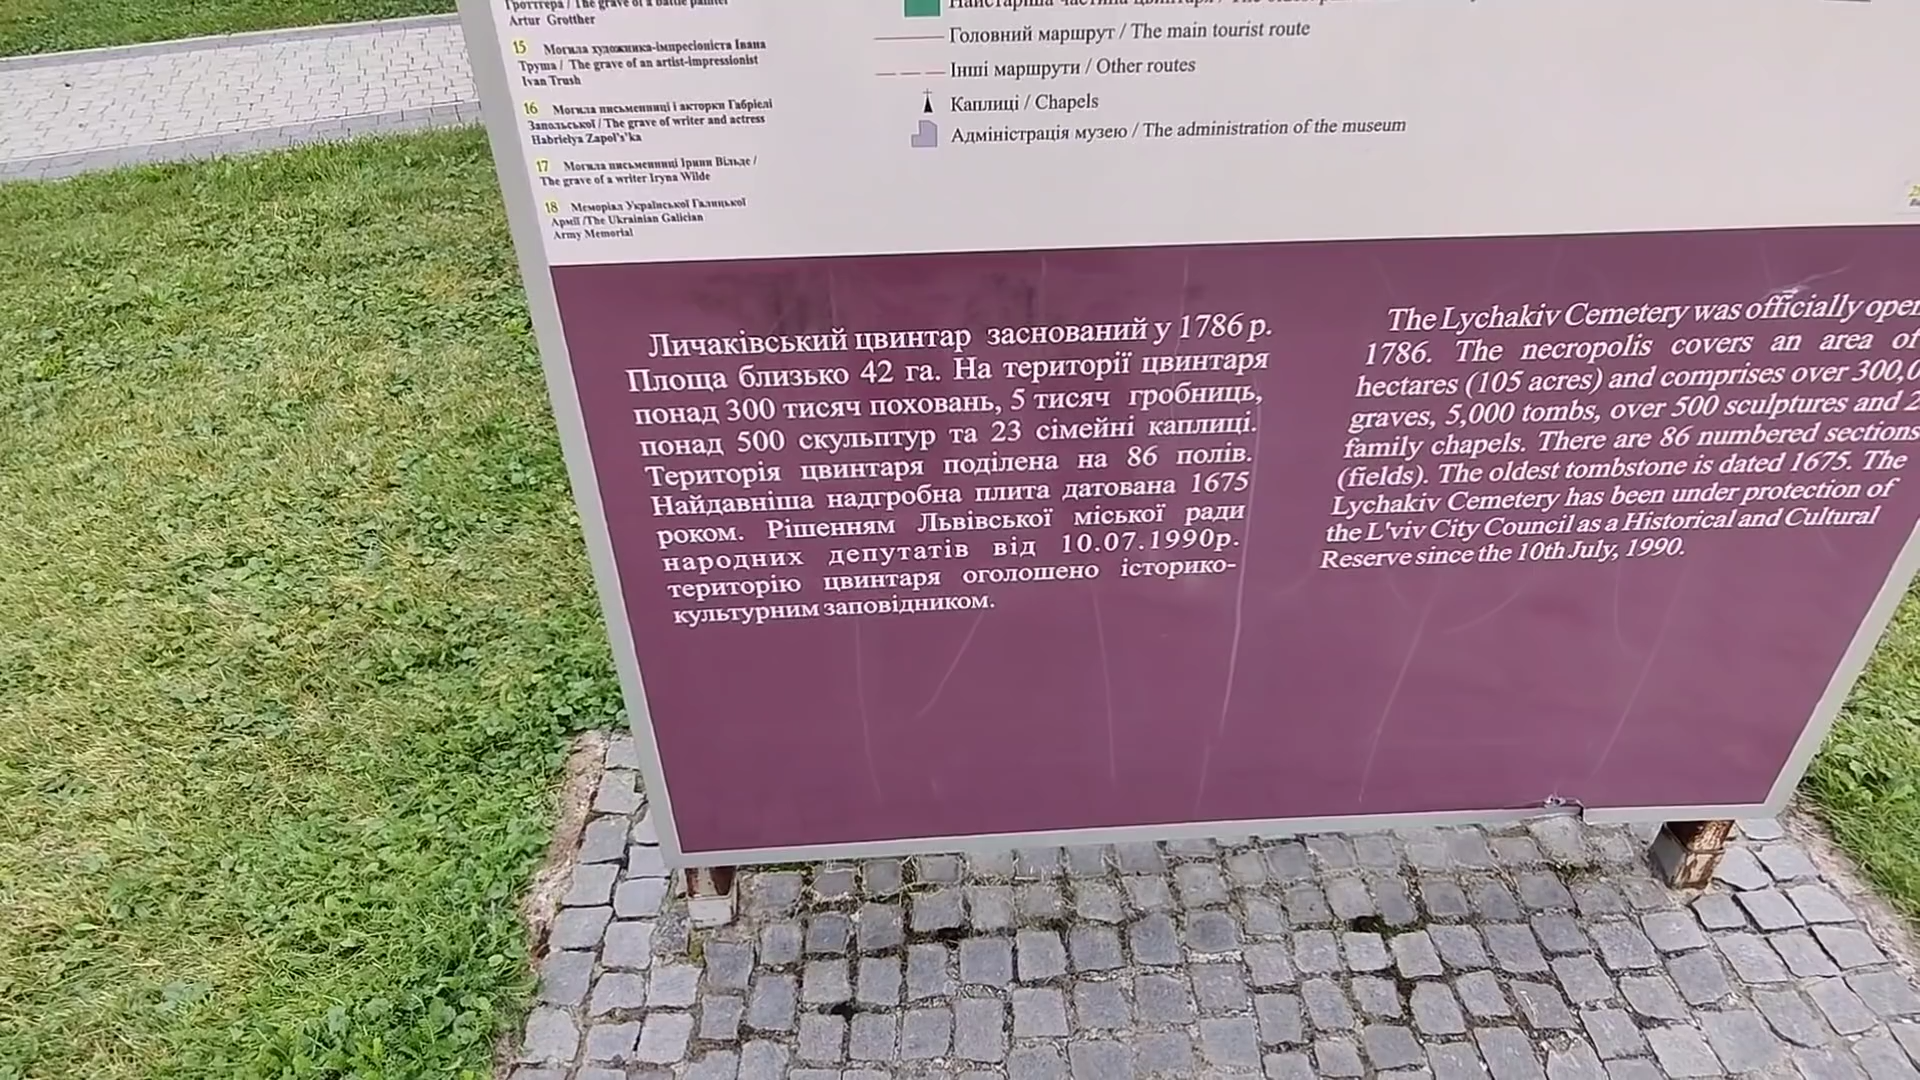 Artur Grotther
15 Могила художника-імпресіоніста Івана
Труша / The grave of an artist-impressionist
Ivan Trush
16 Могила письменниці і акторки Габріелі
Запольської / The grave of writer and actress
Habrielya Zapol's'ka
17 Могила письменниці Ірини Вільде /
The grave of a writer Iryna Wilde
18 Меморіал Української Галицької
Армії /The Ukrainian Galician
Army Memorial
Головний маршрут / The main tourist route
Інші маршрути / Other routes
Каплиці / Chapels
Адміністрація музею / The administration of the museum
Личаківський цвинтар заснований у 1786 р.
Площа близько 42 га. На території цвинтаря
понад 300 тисяч поховань, 5 тисяч гробниць,
понад 500 скульптур та 23 сімейні каплиці.
Територія цвинтаря поділена на 86 полів.
Найдавніша надгробна плита датована 1675
роком. Рішенням Львівської міської ради
народних депутатів від 10.07.1990р.
територію цвинтаря оголошено історико-
культурним заповідником.
The Lychakiv Cemetery was officially
1786. The necropolis covers an area of
hectares (105 acres) and comprises over
graves, 5,000 tombs, over 500 sculptures and
family chapels. There are 86 numbered sections
(fields). The oldest tombstone is dated 1675. The
Lychakiv Cemetery has been under protection of
the L'viv City Council as a Historical and Cultural
Reserve since the 10th July, 1990.